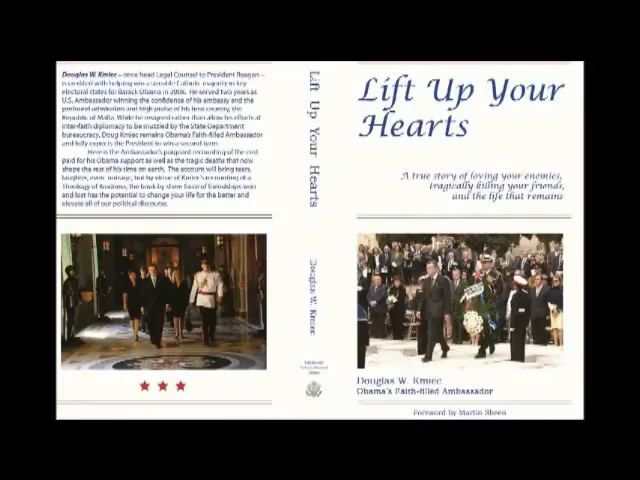 Douglas W. Kmiec – once head Legal Counsel to President Reagan –
is credited with helping win a sizeable Catholic majority in key
electoral states for Barack Obama in 2008. He served two years as
U.S. Ambassador winning the confidence of his embassy and the
profound admiration and high praise of his host country, the
Republic of Malta. While he resigned rather than allow his efforts at
inter-faith diplomacy to be muzzled by the State Department
bureaucracy, Doug Kmiec remains Obama's Faith-filled Ambassador
and fully expects the President to win a second term.
Here is the Ambassador's poignant recording of the cost
paid for his Obama support as well as the tragic deaths that now
shape the rest of his time on earth. The account will bring tears,
laughter, even outrage, but by virtue of Kmiec's recounting of a
Theology of Kindness, the book by sheer force of friendships won
and lost has the potential to change your life for the better and
elevate all of our political discourse.
Lift Up Your Hearts
Douglas W. Kmiec
Lift Up Your
Hearts
A true story of loving your enemies,
tragically killing your friends,
and the life that remains
Douglas W. Kmiec
Obama's Faith-filled Ambassador
Foreword by Martin Sheen